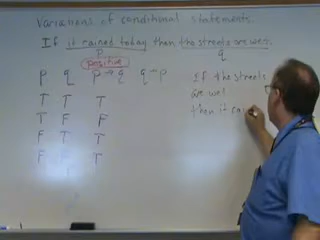 Variations of conditional statements.
If it rained today then the streets are wet.
p q
positive
p q p → q q → p
If the streets
are wet
then it rai
T T T
T F F
F T T
F F T